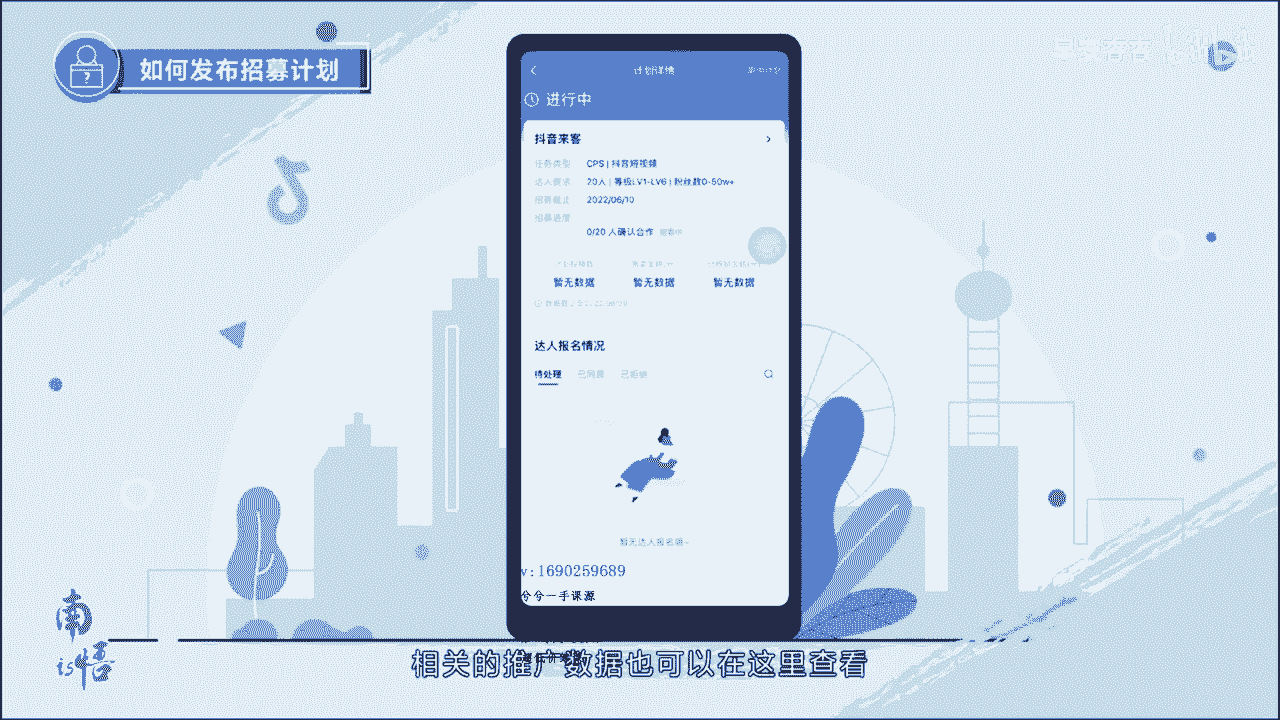 如何发布招募计划
计划详情
进行中
抖音来客
任务类型 CPS | 抖音短视频
达人要求 20人 | 等级LV1-LV6 | 粉丝数0-50w+
招募截止 2022/06/10
招募进度
0/20 人确认合作
暂无数据 暂无数据 暂无数据
达人报名情况
待处理 已同意 已拒绝
暂无达人报名哦~
v:1690259689
兮兮一手课源
相关的推广数据也可以在这里查看